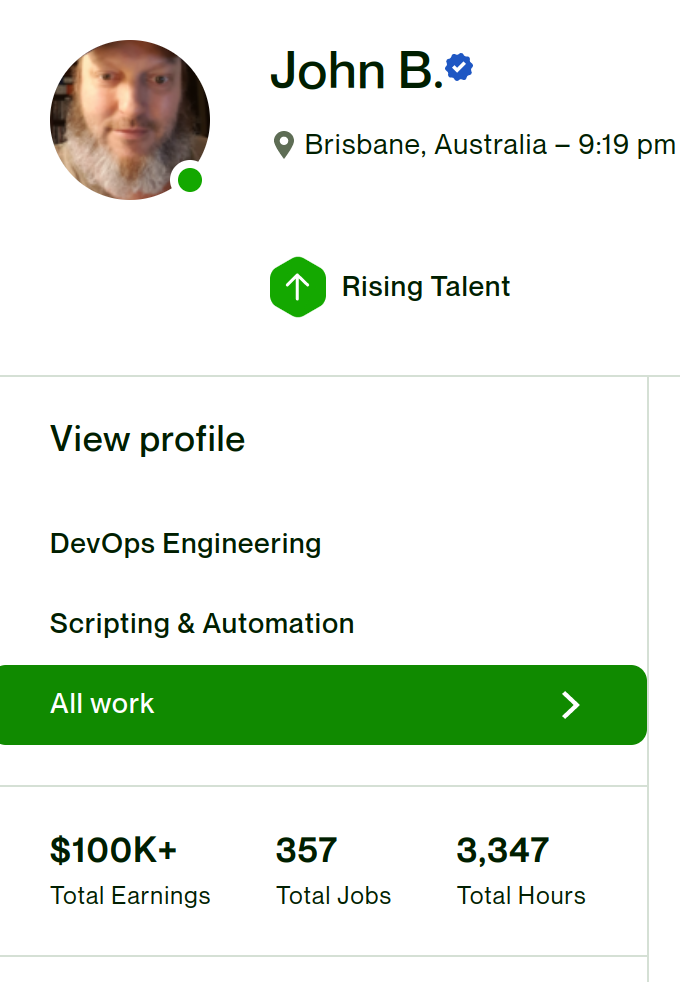 John B.
Brisbane, Australia – 9:19 pm
Rising Talent
View profile
DevOps Engineering
Scripting & Automation
All work
$100K+ 357 3,347
Total Earnings Total Jobs Total Hours